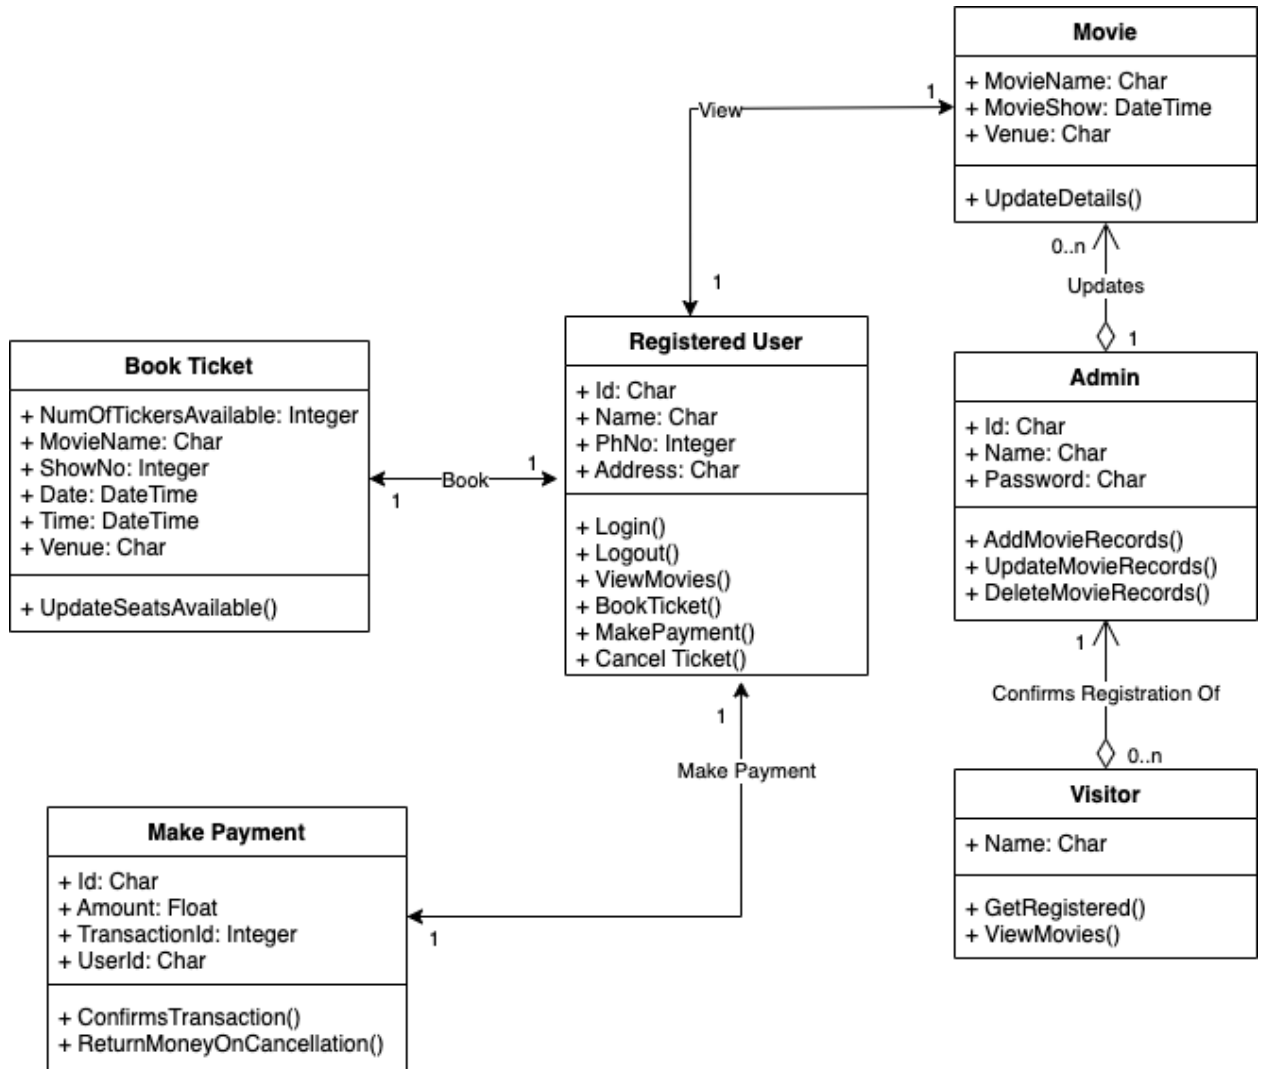 Movie
+ MovieName: Char
+ MovieShow: DateTime
+ Venue: Char
+ UpdateDetails()
1
View
1
0..n
Updates
1
Registered User
+ Id: Char
+ Name: Char
+ PhNo: Integer
+ Address: Char
+ Login()
+ Logout()
+ ViewMovies()
+ BookTicket()
+ MakePayment()
+ Cancel Ticket()
Book Ticket
+ NumOfTickersAvailable: Integer
+ MovieName: Char
+ ShowNo: Integer
+ Date: DateTime
+ Time: DateTime
+ Venue: Char
+ UpdateSeatsAvailable()
1
Book
1
Admin
+ Id: Char
+ Name: Char
+ Password: Char
+ AddMovieRecords()
+ UpdateMovieRecords()
+ DeleteMovieRecords()
1
Confirms Registration Of
0..n
1
Make Payment
1
Visitor
+ Name: Char
+ GetRegistered()
+ ViewMovies()
Make Payment
+ Id: Char
+ Amount: Float
+ TransactionId: Integer
+ UserId: Char
+ ConfirmsTransaction()
+ ReturnMoneyOnCancellation()